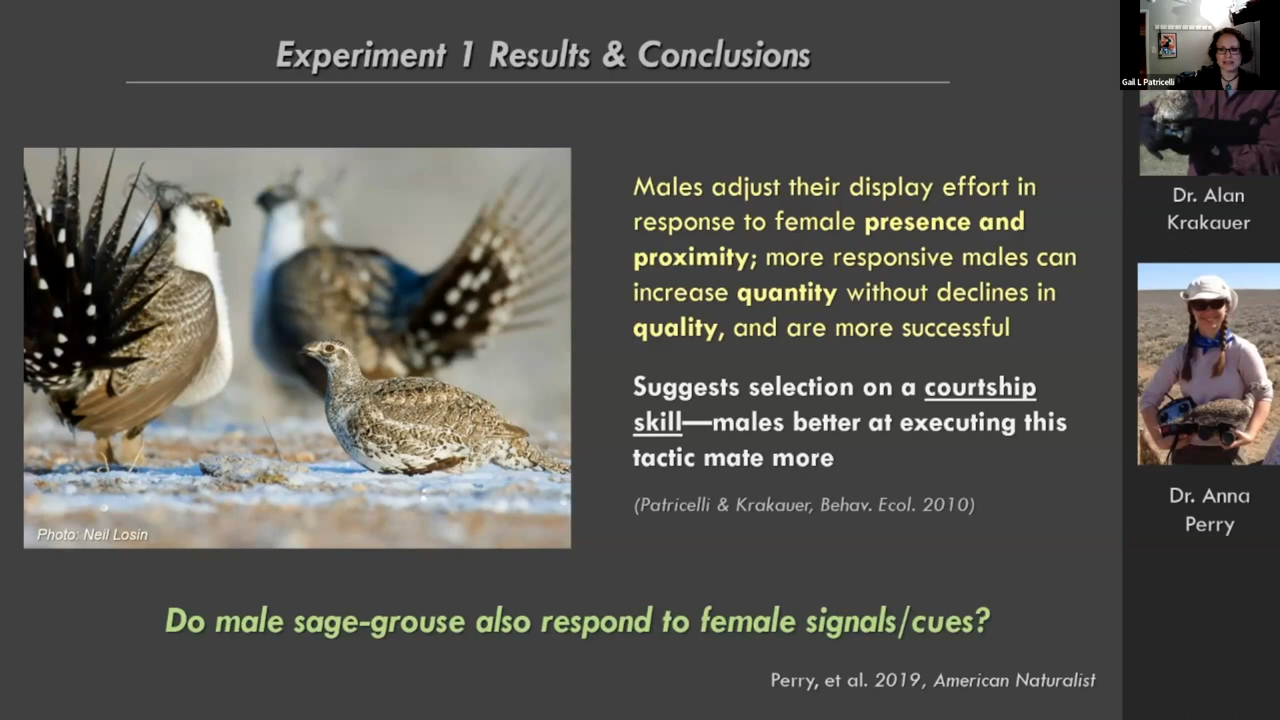 Experiment 1 Results & Conclusions
Gail L Patricelli
Males adjust their display effort in
response to female presence and
proximity; more responsive males can
increase quantity without declines in
quality, and are more successful
Suggests selection on a courtship
skill—males better at executing this
tactic mate more
(Patricelli & Krakauer, Behav. Ecol. 2010)
Photo: Neil Losin
Do male sage-grouse also respond to female signals/cues?
Perry, et al. 2019, American Naturalist
Dr. Alan
Krakauer
Dr. Anna
Perry